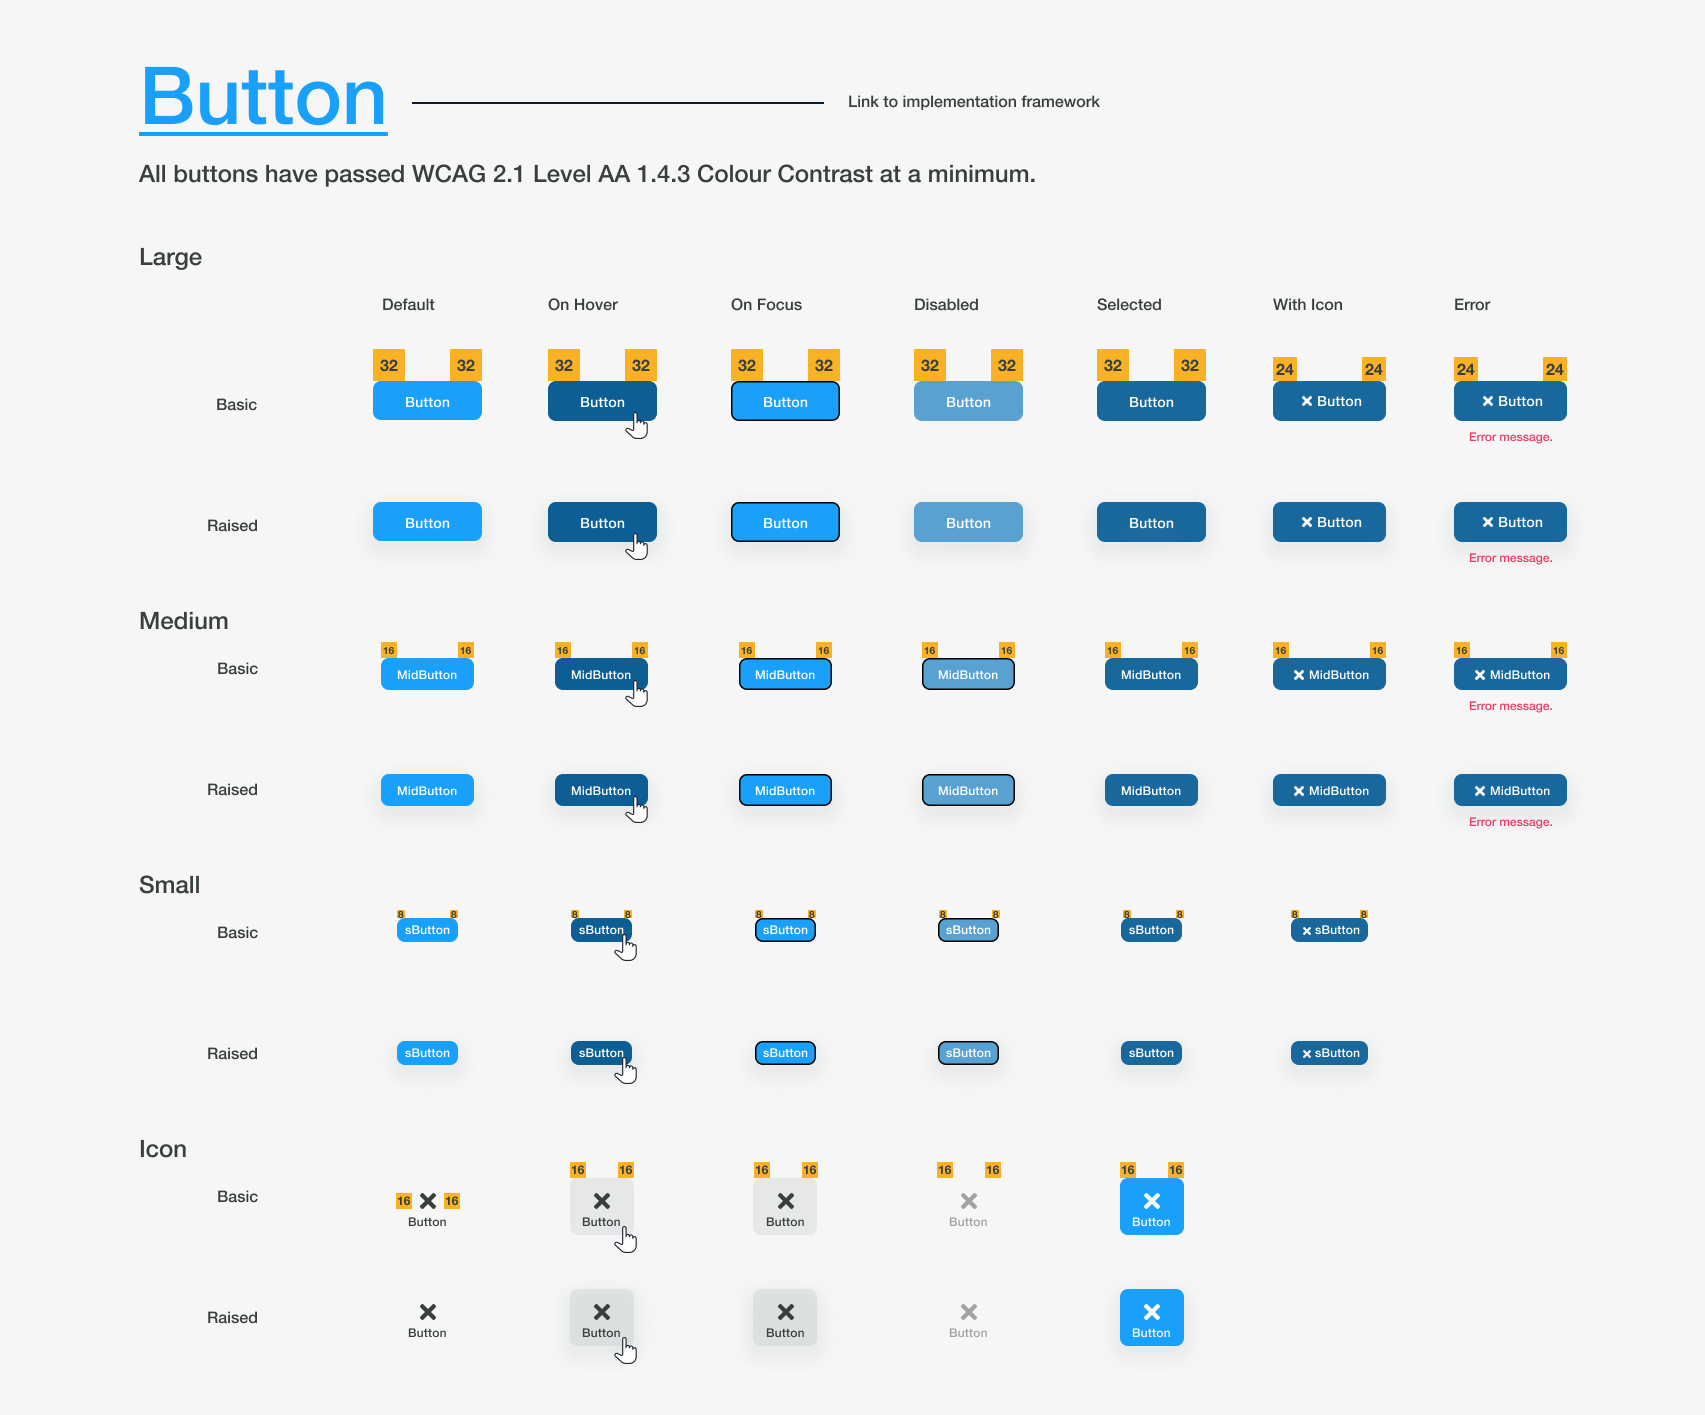 Button
Link to implementation framework
All buttons have passed WCAG 2.1 Level AA 1.4.3 Colour Contrast at a minimum.
Large
Default On Hover On Focus Disabled Selected With Icon Error
32 32 32 32 32 32 32 32 32 32 24 24 24 24
Basic Button Button Button Button Button Button Button
Error message.
Raised Button Button Button Button Button Button Button
Error message.
Medium
16 16 16 16 16 16 16 16 16 16 16 16 16 16
Basic MidButton MidButton MidButton MidButton MidButton MidButton MidButton
Error message.
Raised MidButton MidButton MidButton MidButton MidButton MidButton MidButton
Error message.
Small
8 8 8 8 8 8 8 8 8 8 8 8
Basic sButton sButton sButton sButton sButton sButton
Raised sButton sButton sButton sButton sButton sButton
Icon
16 16 16 16 16 16 16 16
Basic 16 16
Button Button Button Button Button
Raised
Button Button Button Button Button